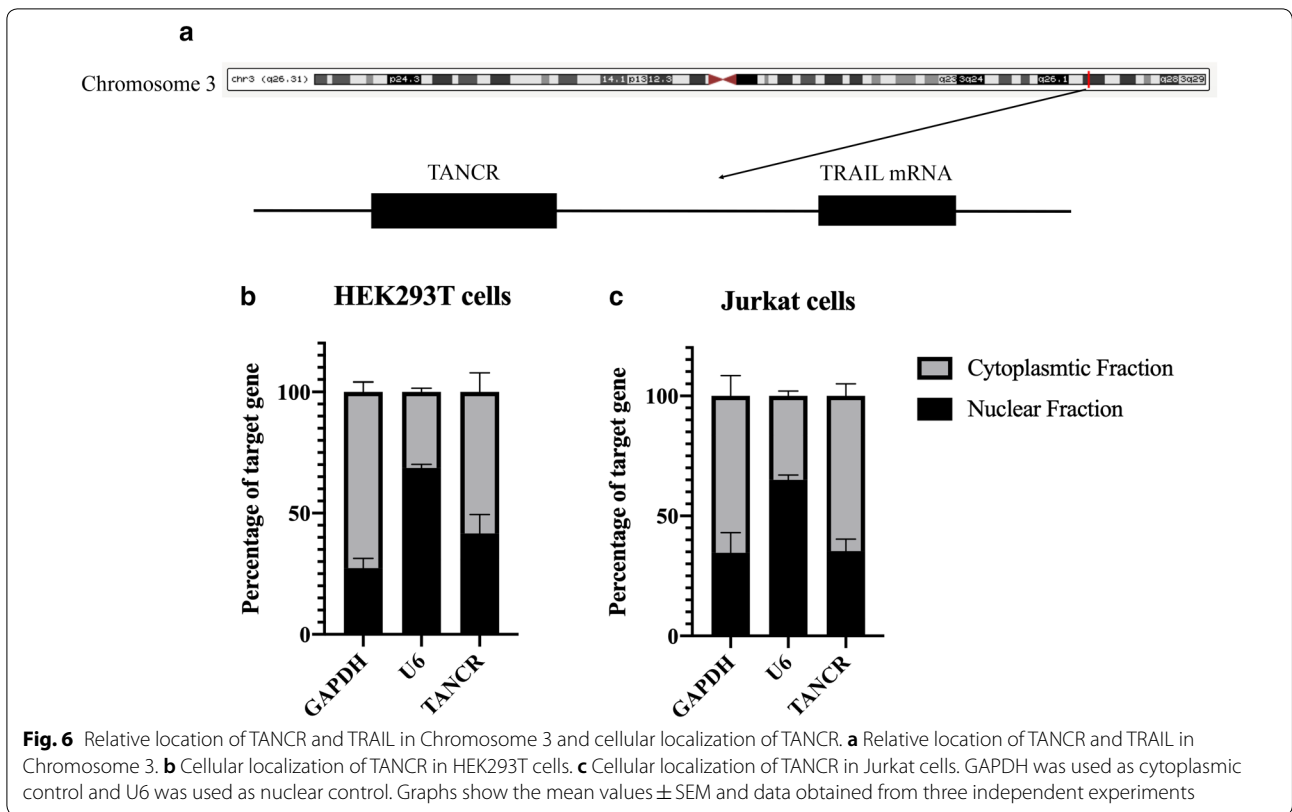 a
Chromosome 3
chr3 (q26.31) p24.3 14.1 p13 12.3 q23 3q24 q26.1 q28 3q29
TANCR TRAIL mRNA
b HEK293T cells
Percentage of target gene
100
50
0
GAPDH U6 TANCR
c Jurkat cells
Percentage of target gene
100
50
0
GAPDH U6 TANCR
Cytoplasmtic Fraction
Nuclear Fraction
Fig. 6 Relative location of TANCR and TRAIL in Chromosome 3 and cellular localization of TANCR. a Relative location of TANCR and TRAIL in
Chromosome 3. b Cellular localization of TANCR in HEK293T cells. c Cellular localization of TANCR in Jurkat cells. GAPDH was used as cytoplasmic
control and U6 was used as nuclear control. Graphs show the mean values ± SEM and data obtained from three independent experiments